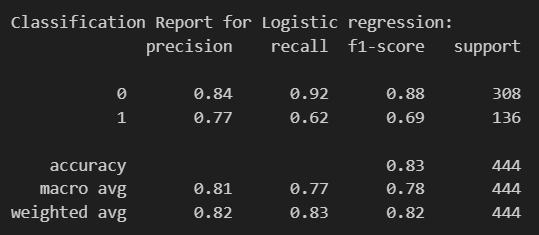 Classification Report for Logistic regression:
precision recall f1-score support
0 0.84 0.92 0.88 308
1 0.77 0.62 0.69 136
accuracy 0.83 444
macro avg 0.81 0.77 0.78 444
weighted avg 0.82 0.83 0.82 444